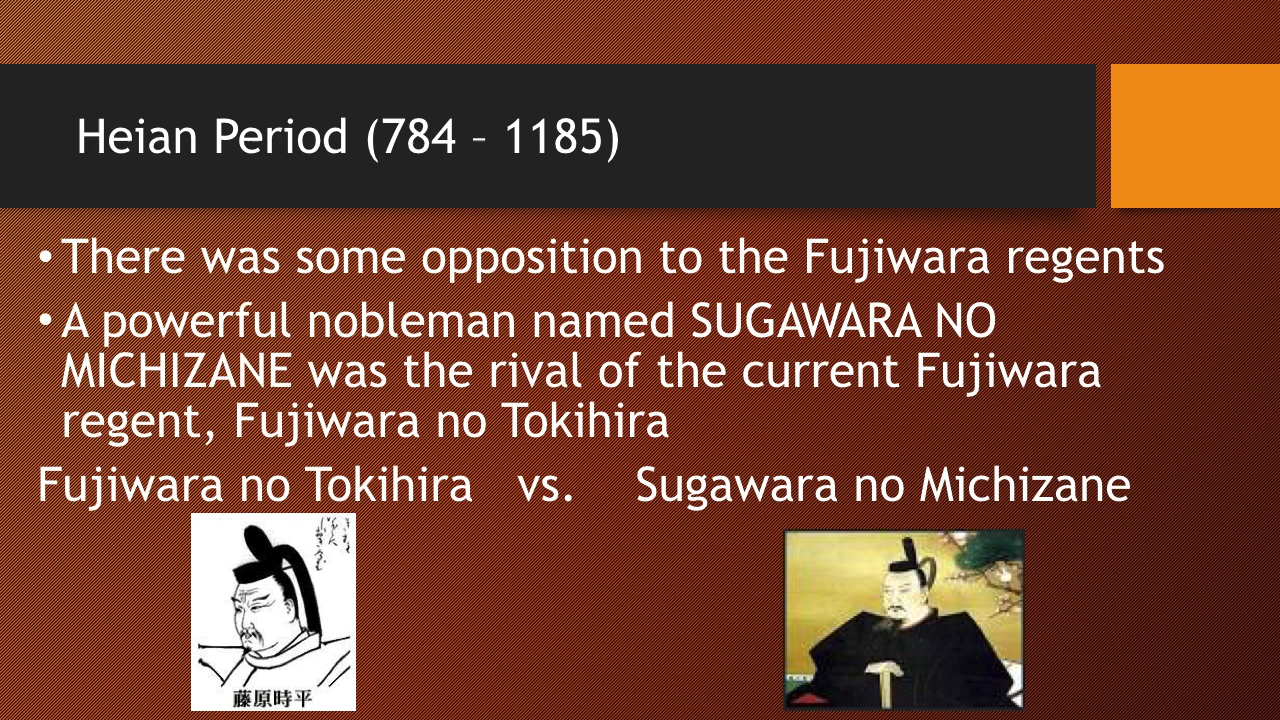 Heian Period (784 – 1185)
•There was some opposition to the Fujiwara regents
•A powerful nobleman named SUGAWARA NO
MICHIZANE was the rival of the current Fujiwara
regent, Fujiwara no Tokihira
Fujiwara no Tokihira vs. Sugawara no Michizane
藤原時平